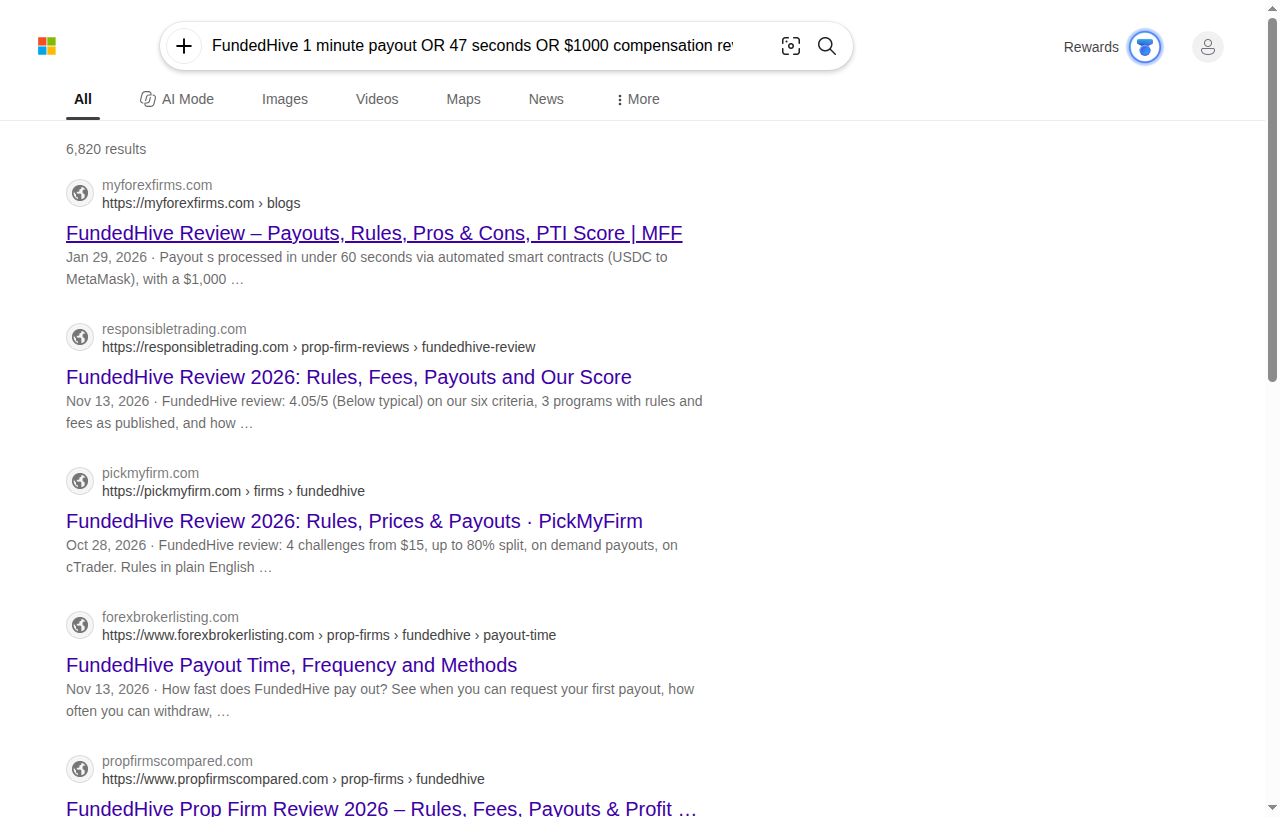 FundedHive 1 minute payout OR 47 seconds OR $1000 compensation re
Rewards
All
AI Mode
Images
Videos
Maps
News
More
6,820 results
myforexfirms.com
https://myforexfirms.com › blogs
FundedHive Review – Payouts, Rules, Pros & Cons, PTI Score | MFF
Jan 29, 2026 · Payout s processed in under 60 seconds via automated smart contracts (USDC to
MetaMask), with a $1,000 …
responsibletrading.com
https://responsibletrading.com › prop-firm-reviews › fundedhive-review
FundedHive Review 2026: Rules, Fees, Payouts and Our Score
Nov 13, 2026 · FundedHive review: 4.05/5 (Below typical) on our six criteria, 3 programs with rules and
fees as published, and how …
pickmyfirm.com
https://pickmyfirm.com › firms › fundedhive
FundedHive Review 2026: Rules, Prices & Payouts · PickMyFirm
Oct 28, 2026 · FundedHive review: 4 challenges from $15, up to 80% split, on demand payouts, on
cTrader. Rules in plain English …
forexbrokerlisting.com
https://www.forexbrokerlisting.com › prop-firms › fundedhive › payout-time
FundedHive Payout Time, Frequency and Methods
Nov 13, 2026 · How fast does FundedHive pay out? See when you can request your first payout, how
often you can withdraw, …
propfirmscompared.com
https://www.propfirmscompared.com › prop-firms › fundedhive
FundedHive Prop Firm Review 2026 – Rules, Fees, Payouts & Profit …